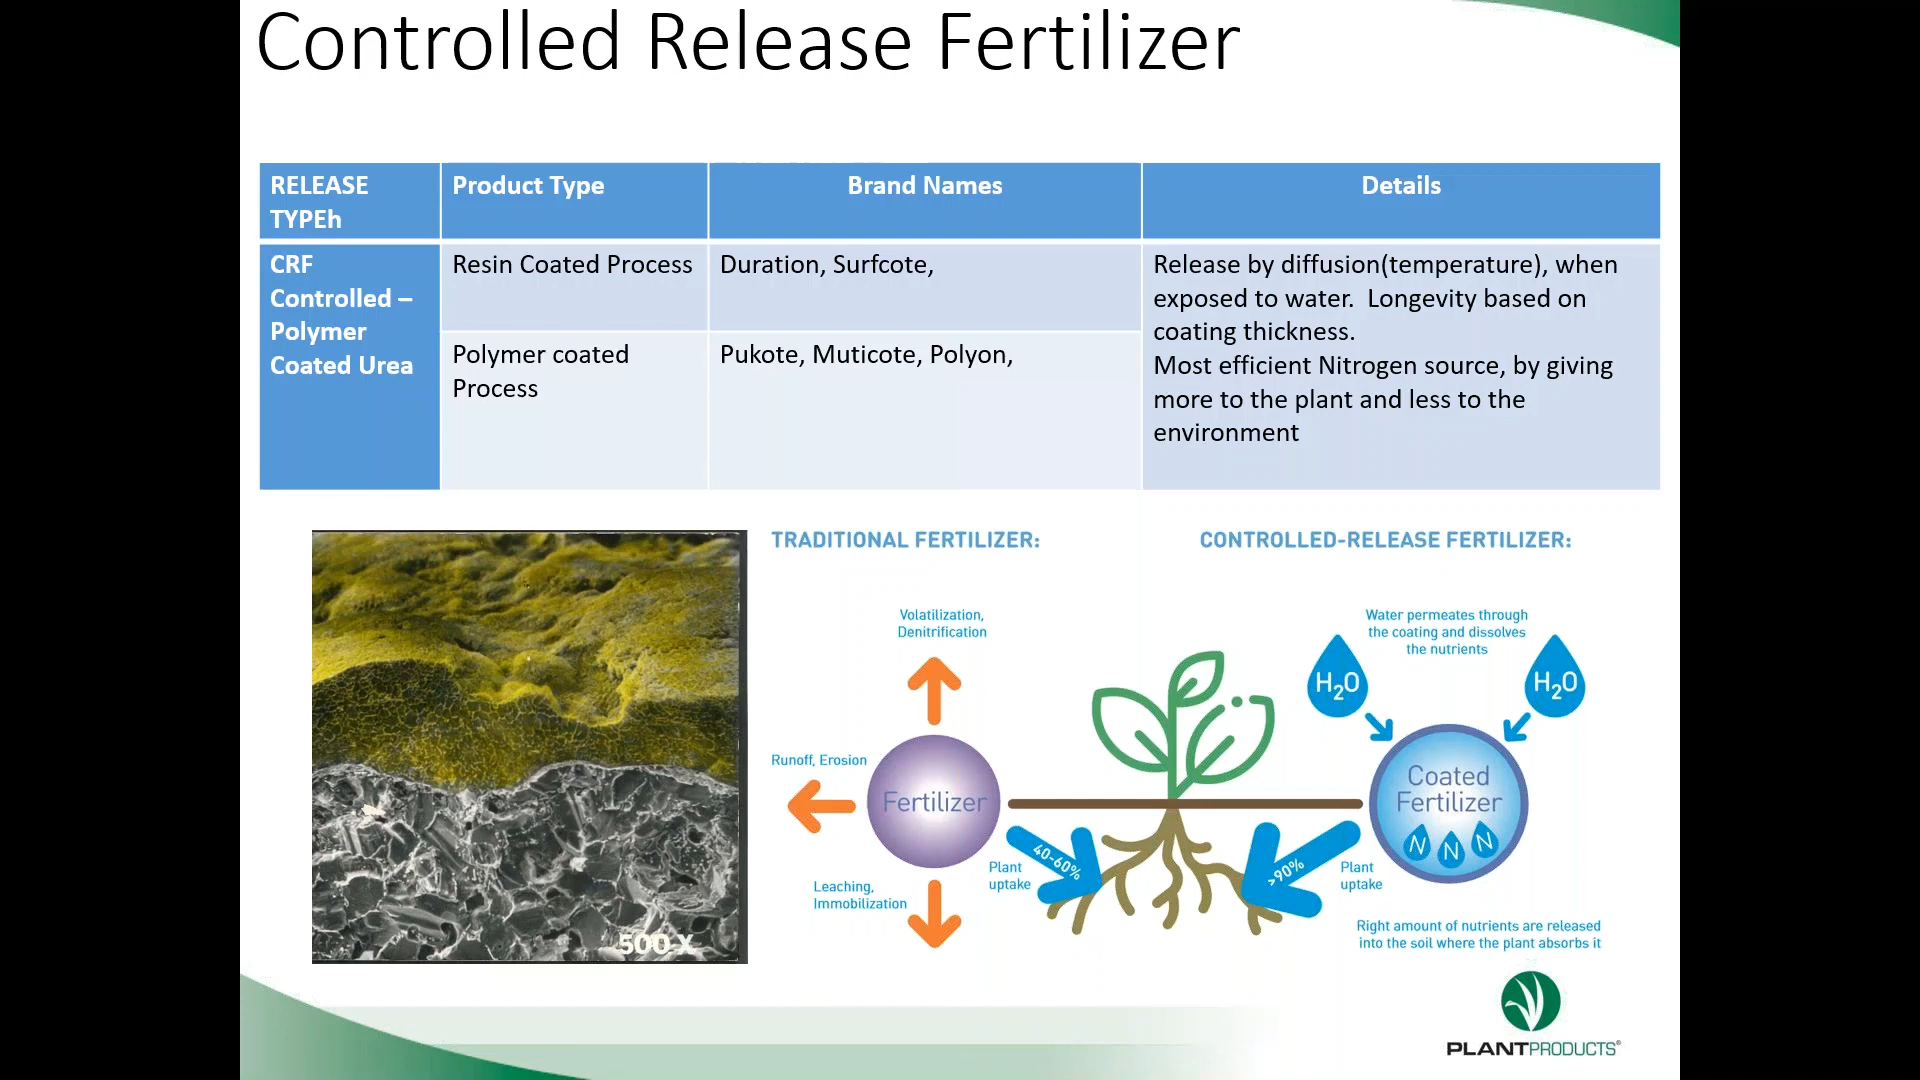 Controlled Release Fertilizer
RELEASE
TYPEh
Product Type
Brand Names
Details
CRF
Controlled –
Polymer
Coated Urea
Resin Coated Process
Duration, Surfcote,
Polymer coated
Process
Pukote, Muticote, Polyon,
Release by diffusion(temperature), when
exposed to water.  Longevity based on
coating thickness.
Most efficient Nitrogen source, by giving
more to the plant and less to the
environment
500 X
TRADITIONAL FERTILIZER:
Volatilization,
Denitrification
Runoff, Erosion
Fertilizer
Leaching,
Immobilization
Plant
uptake
40-60%
CONTROLLED-RELEASE FERTILIZER:
Water permeates through
the coating and dissolves
the nutrients
H₂O
H₂O
Coated
Fertilizer
N N N
>90%
Plant
uptake
Right amount of nutrients are released
into the soil where the plant absorbs it
PLANTPRODUCTS®